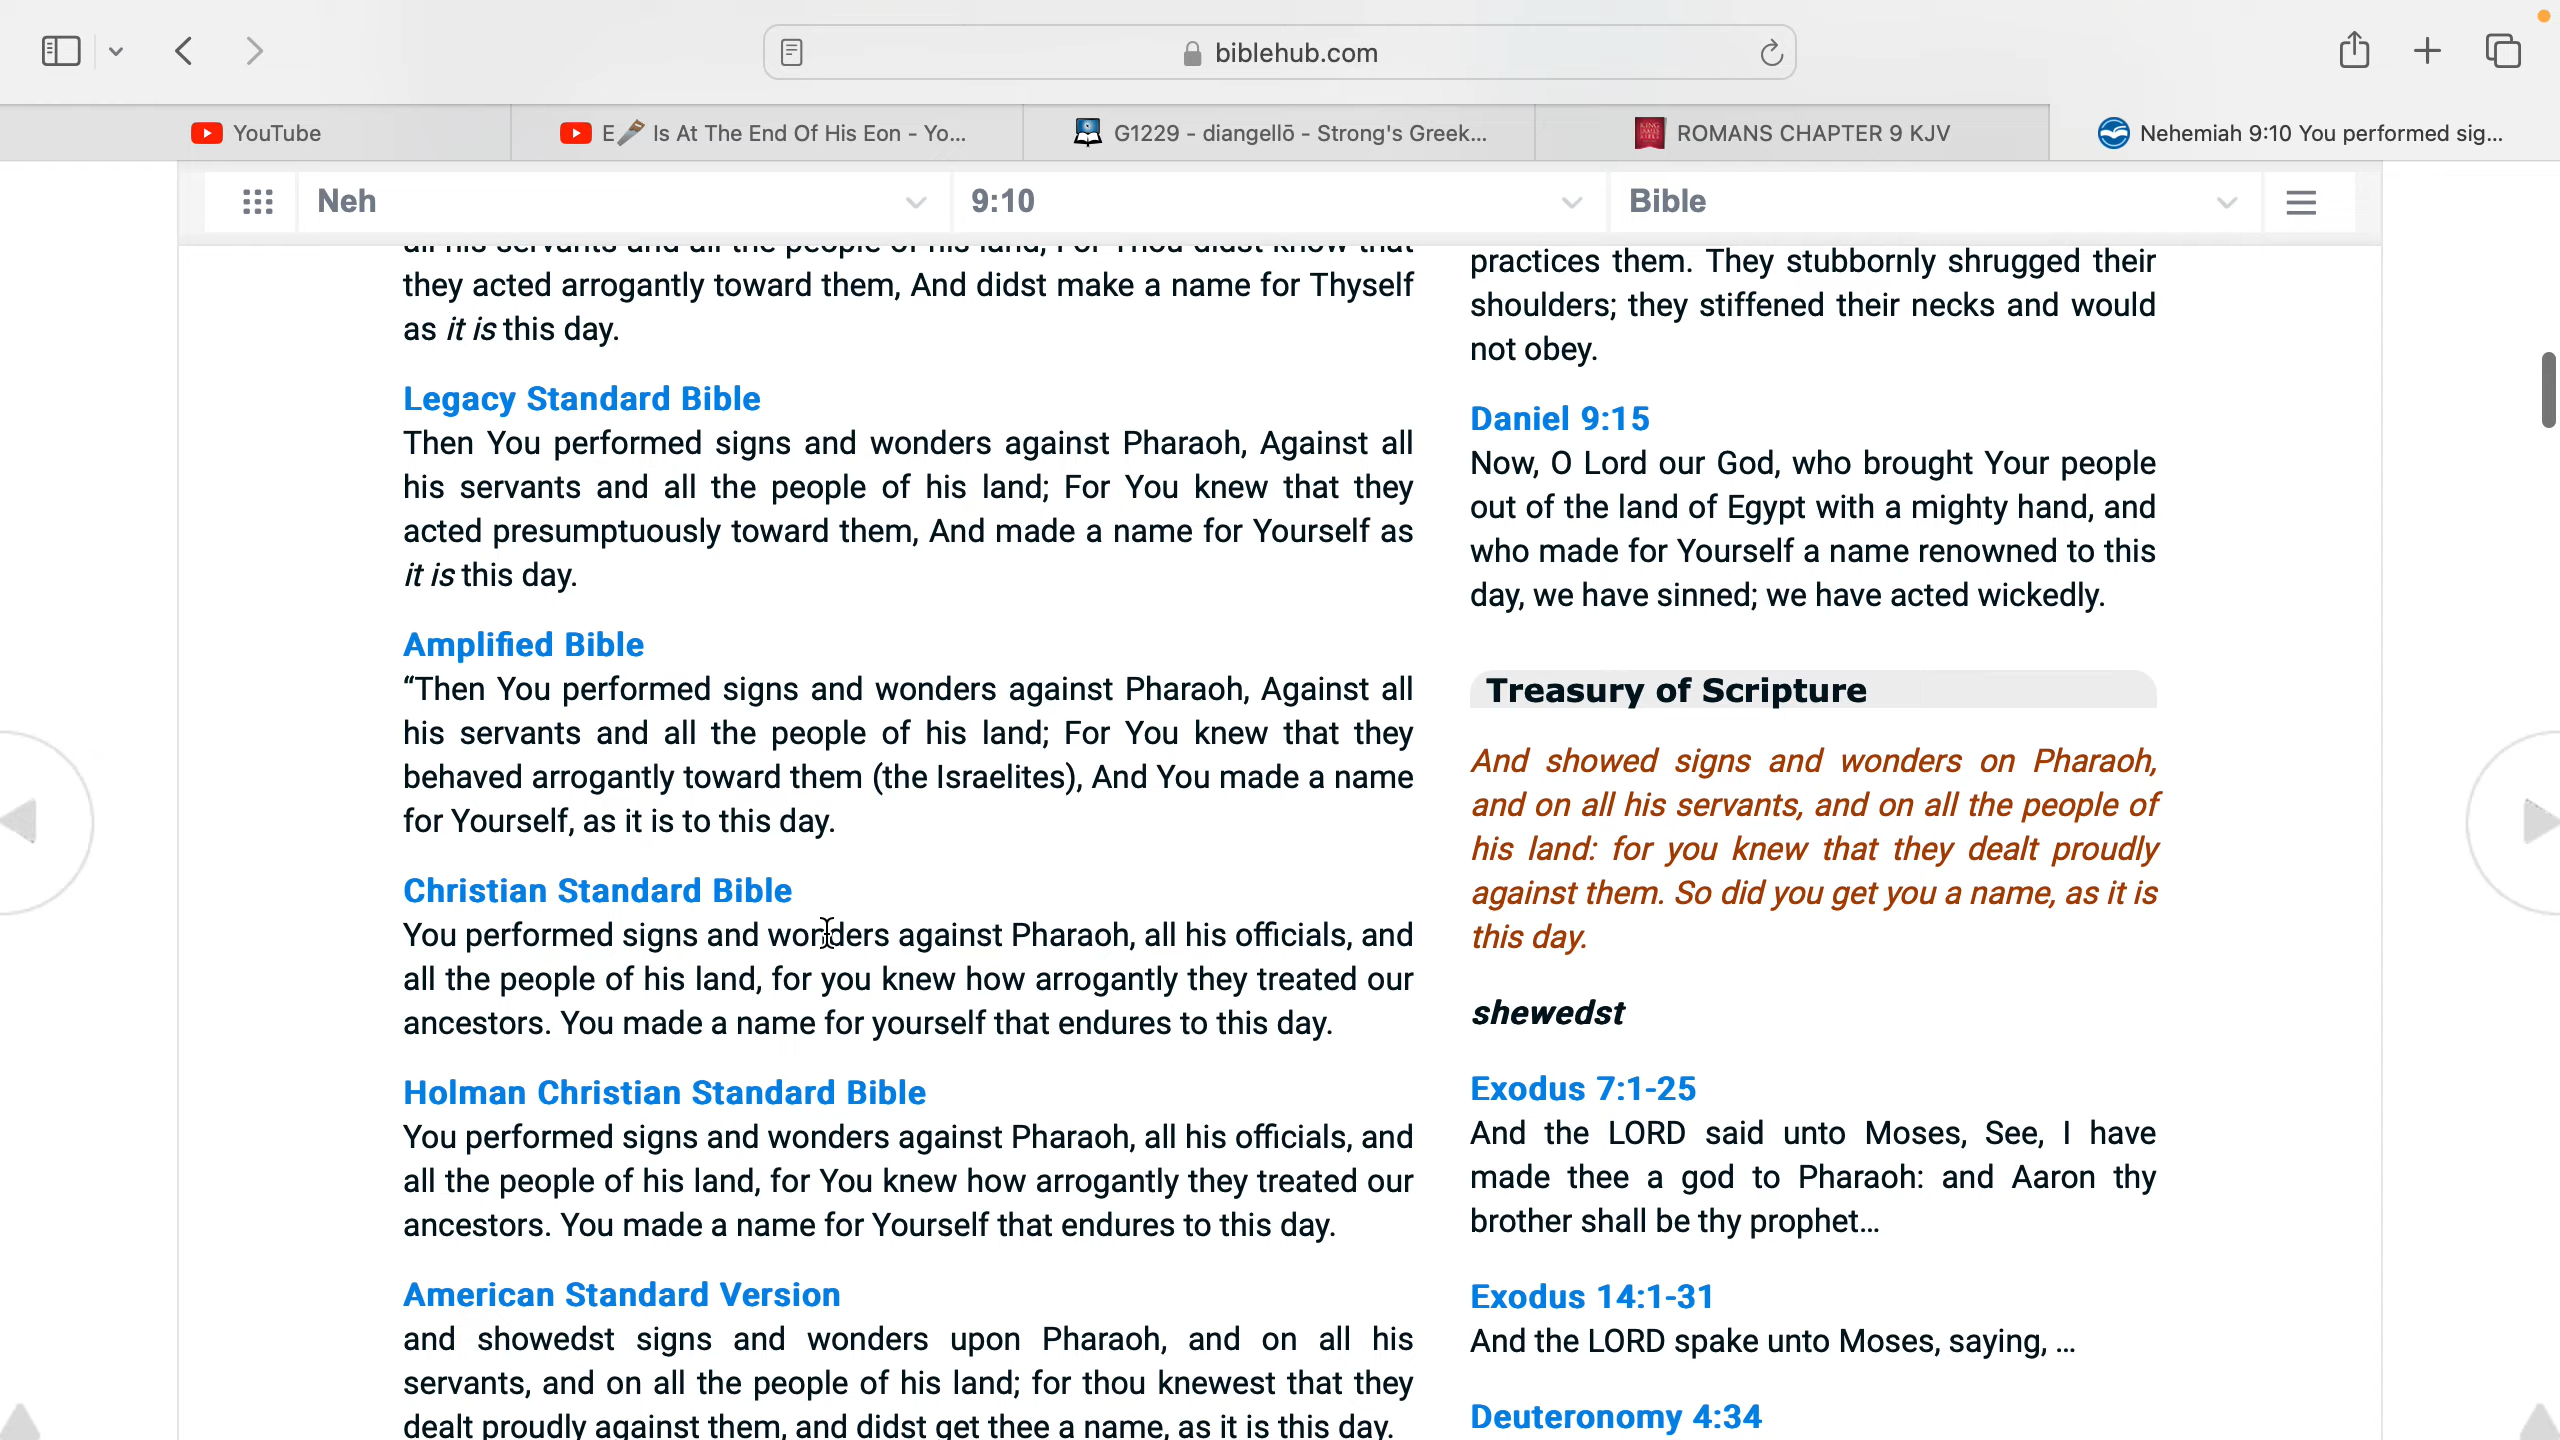 biblehub.com
YouTube
E Is At The End Of His Eon - Yo...
G1229 - diangellō - Strong's Greek...
ROMANS CHAPTER 9 KJV
Nehemiah 9:10 You performed sig...
Neh
9:10
Bible
all his servants and all the people of his land; For Thou didst know that
they acted arrogantly toward them, And didst make a name for Thyself
as it is this day.
Legacy Standard Bible
Then You performed signs and wonders against Pharaoh, Against all
his servants and all the people of his land; For You knew that they
acted presumptuously toward them, And made a name for Yourself as
it is this day.
Amplified Bible
“Then You performed signs and wonders against Pharaoh, Against all
his servants and all the people of his land; For You knew that they
behaved arrogantly toward them (the Israelites), And You made a name
for Yourself, as it is to this day.
Christian Standard Bible
You performed signs and wonders against Pharaoh, all his officials, and
all the people of his land, for you knew how arrogantly they treated our
ancestors. You made a name for yourself that endures to this day.
Holman Christian Standard Bible
You performed signs and wonders against Pharaoh, all his officials, and
all the people of his land, for You knew how arrogantly they treated our
ancestors. You made a name for Yourself that endures to this day.
American Standard Version
and showedst signs and wonders upon Pharaoh, and on all his
servants, and on all the people of his land; for thou knewest that they
dealt proudly against them, and didst get thee a name, as it is this day.
practices them. They stubbornly shrugged their
shoulders; they stiffened their necks and would
not obey.
Daniel 9:15
Now, O Lord our God, who brought Your people
out of the land of Egypt with a mighty hand, and
who made for Yourself a name renowned to this
day, we have sinned; we have acted wickedly.
Treasury of Scripture
And showed signs and wonders on Pharaoh,
and on all his servants, and on all the people of
his land: for you knew that they dealt proudly
against them. So did you get you a name, as it is
this day.
shewedst
Exodus 7:1-25
And the LORD said unto Moses, See, I have
made thee a god to Pharaoh: and Aaron thy
brother shall be thy prophet…
Exodus 14:1-31
And the LORD spake unto Moses, saying, …
Deuteronomy 4:34